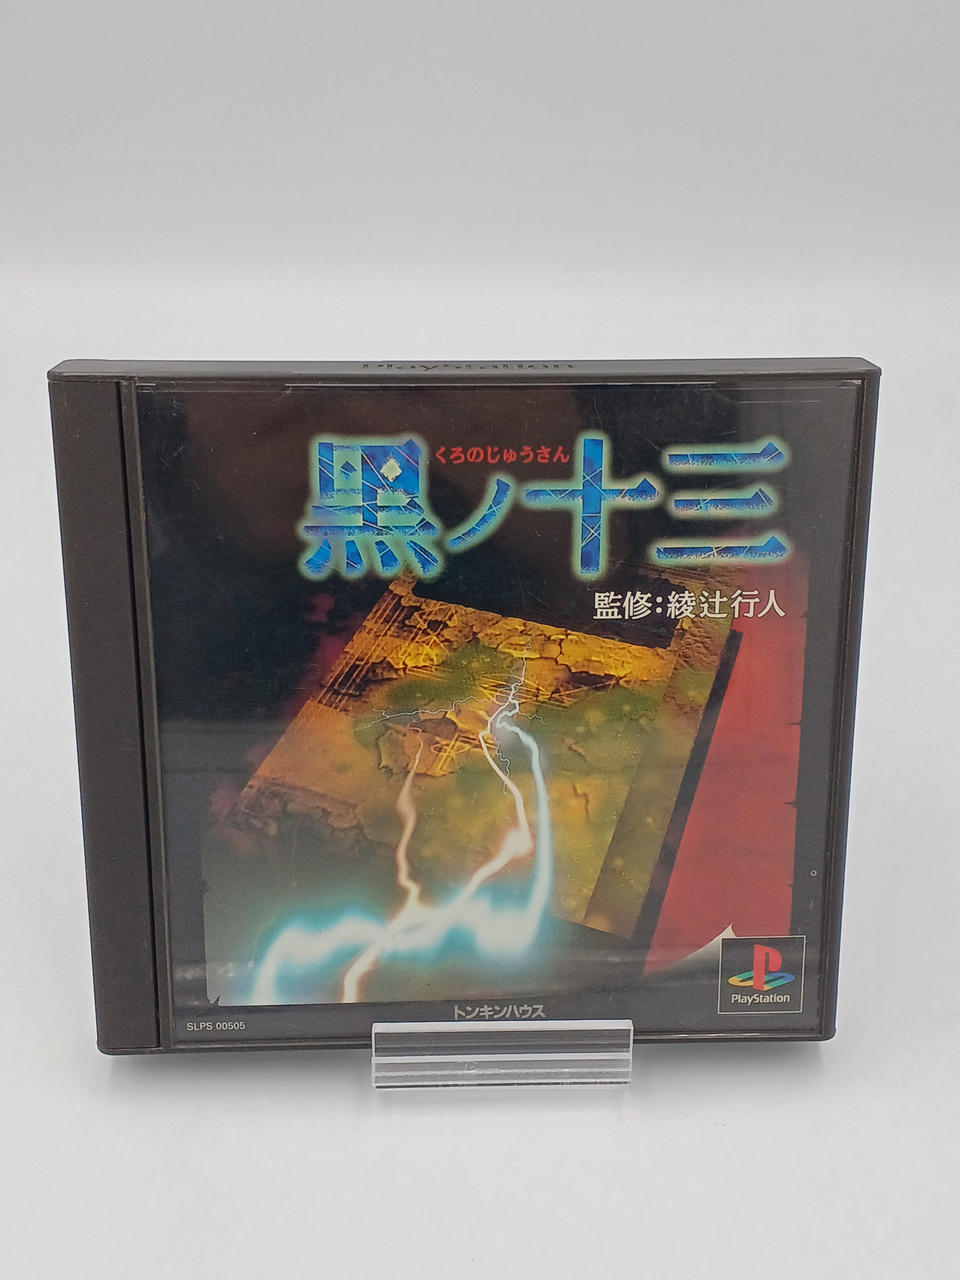 PlayStation
くろのじゅうさん
黒ノ十三
監修:綾辻行人
PlayStation
トンキンハウス
SLPS 00505